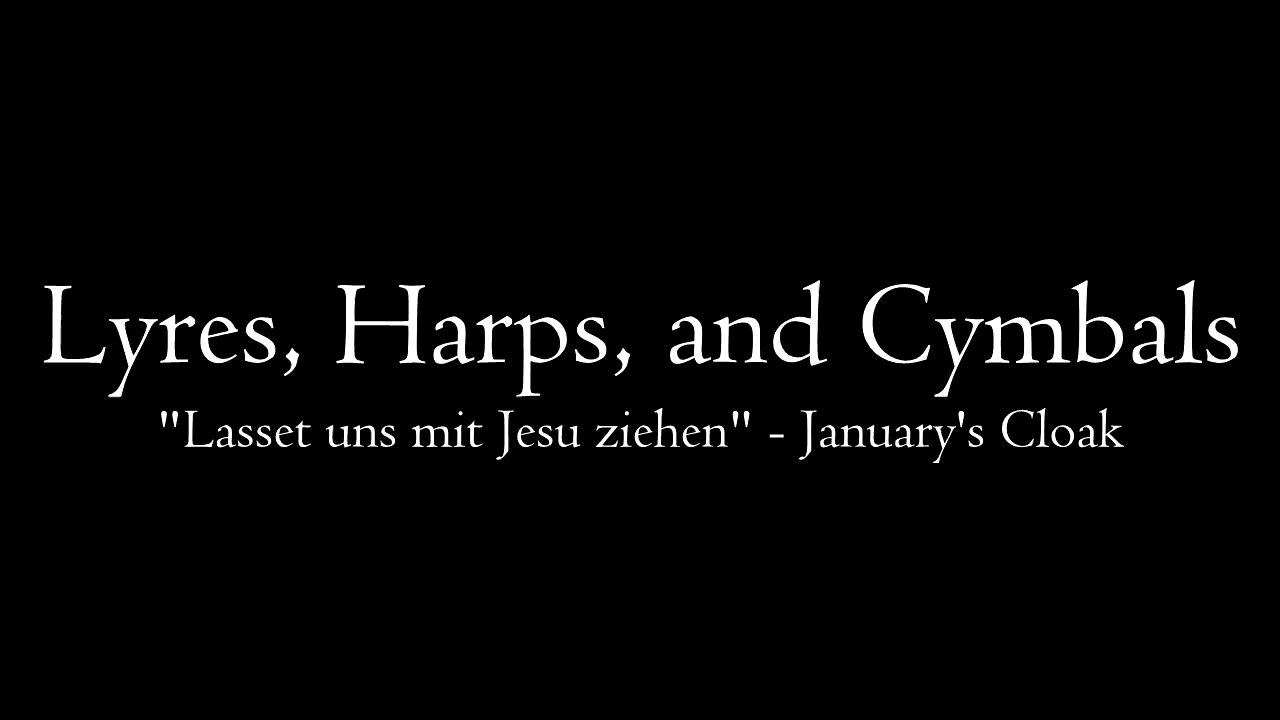 Lyres, Harps, and Cymbals
"Lasset uns mit Jesu ziehen" - January's Cloak